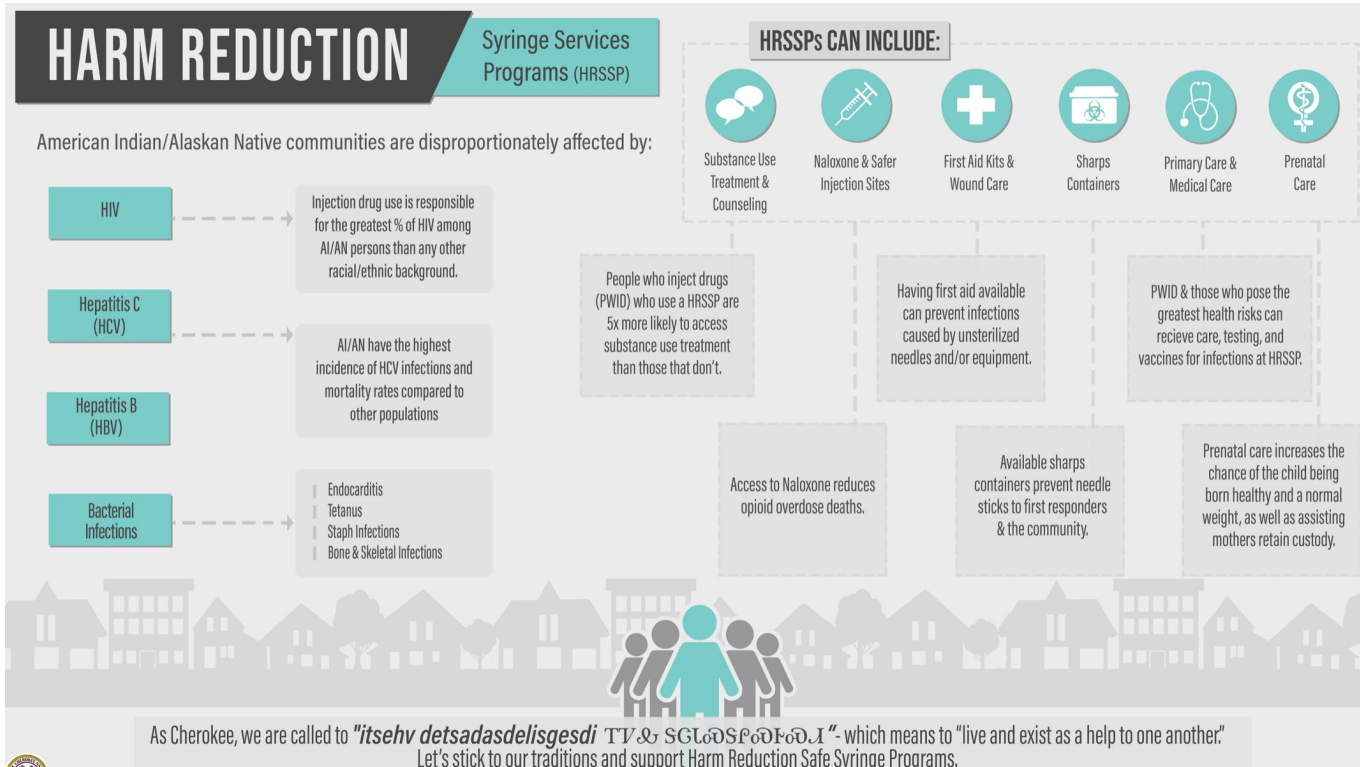 HARM REDUCTION
Syringe Services
Programs (HRSSP)
American Indian/Alaskan Native communities are disproportionately affected by:
HIV
Injection drug use is responsible
for the greatest % of HIV among
AI/AN persons than any other
racial/ethnic background.
Hepatitis C
(HCV)
AI/AN have the highest
incidence of HCV infections and
mortality rates compared to
other populations
Hepatitis B
(HBV)
Bacterial
Infections
Endocarditis
Tetanus
Staph Infections
Bone & Skeletal Infections
HRSSPs CAN INCLUDE:
Substance Use
Treatment &
Counseling
Naloxone & Safer
Injection Sites
First Aid Kits &
Wound Care
Sharps
Containers
Primary Care &
Medical Care
Prenatal
Care
People who inject drugs
(PWID) who use a HRSSP are
5x more likely to access
substance use treatment
than those that don't.
Having first aid available
can prevent infections
caused by unsterilized
needles and/or equipment.
PWID & those who pose the
greatest health risks can
recieve care, testing, and
vaccines for infections at HRSSP.
Access to Naloxone reduces
opioid overdose deaths.
Available sharps
containers prevent needle
sticks to first responders
& the community.
Prenatal care increases the
chance of the child being
born healthy and a normal
weight, as well as assisting
mothers retain custody.
As Cherokee, we are called to "itsehv detsadasdelisgesdi ᎢᏤᎲ ᏕᏣᏓᏍᏕᎵᏍᎨᏍᏗ "- which means to "live and exist as a help to one another."
Let's stick to our traditions and support Harm Reduction Safe Syringe Programs.